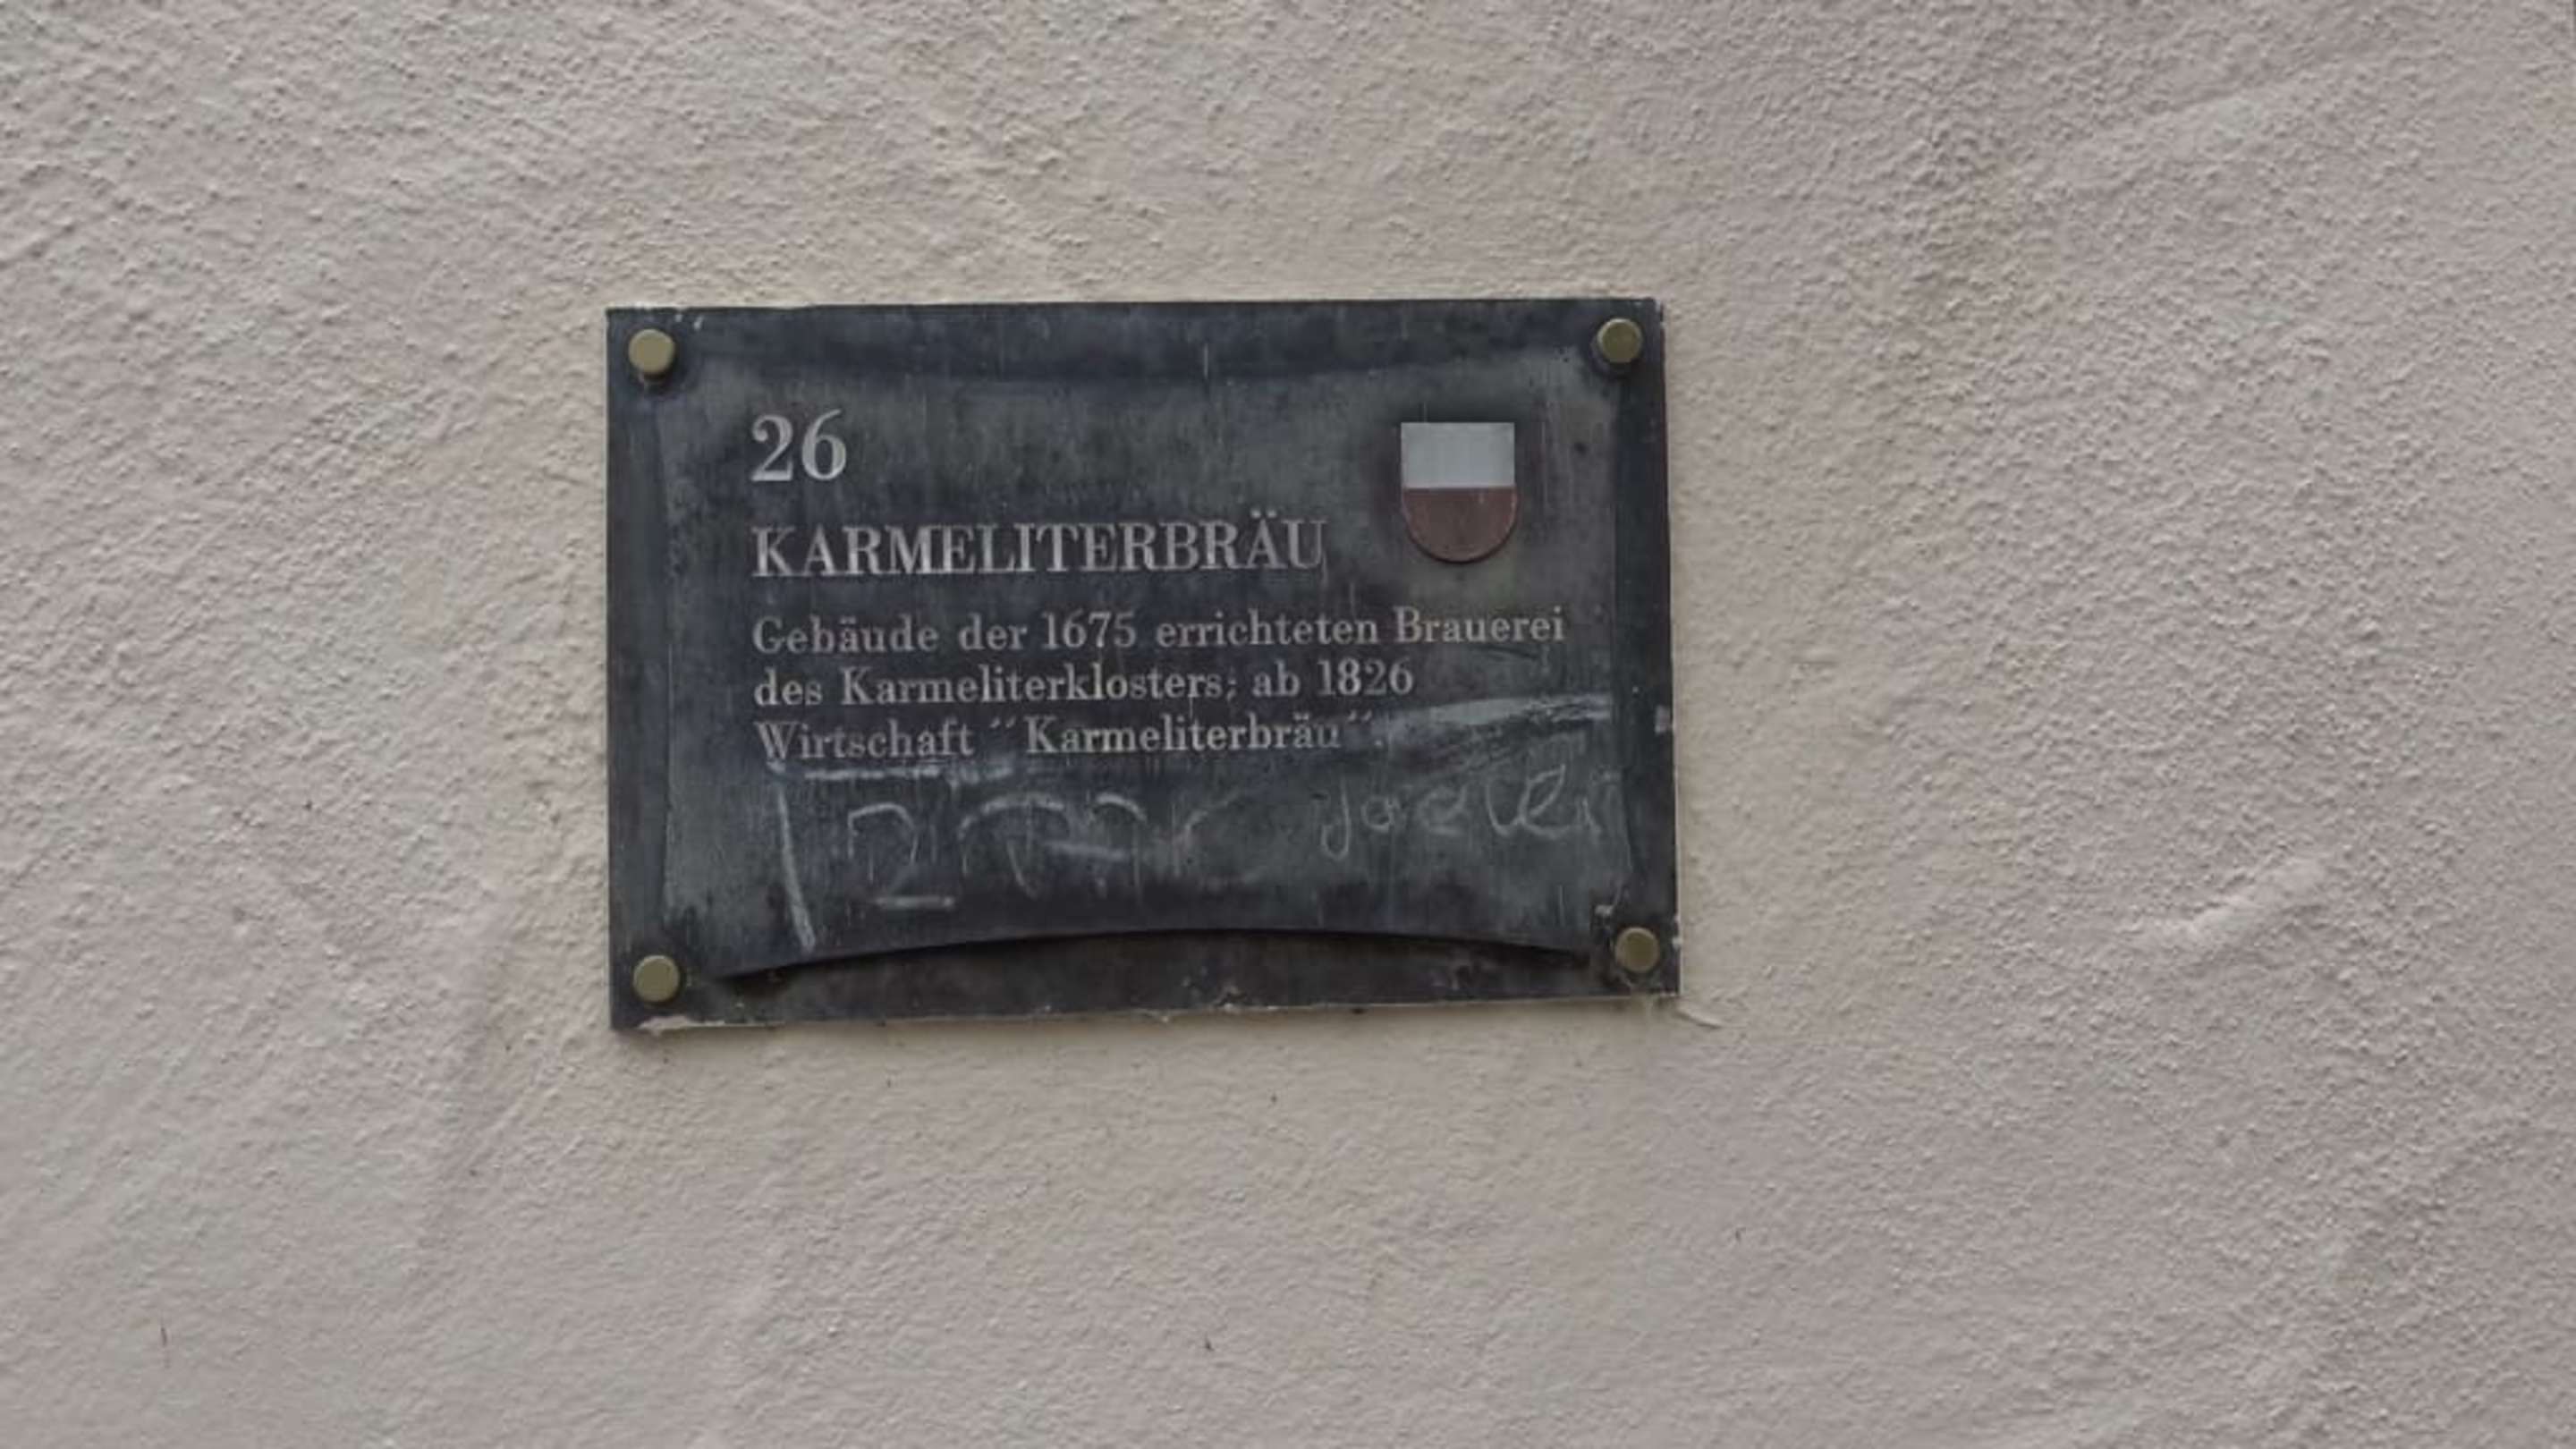 26
KARMELITERBRÄU
Gebäude der 1675 errichteten Brauerei
des Karmeliterklosters; ab 1826
Wirtschaft "Karmeliterbräu".